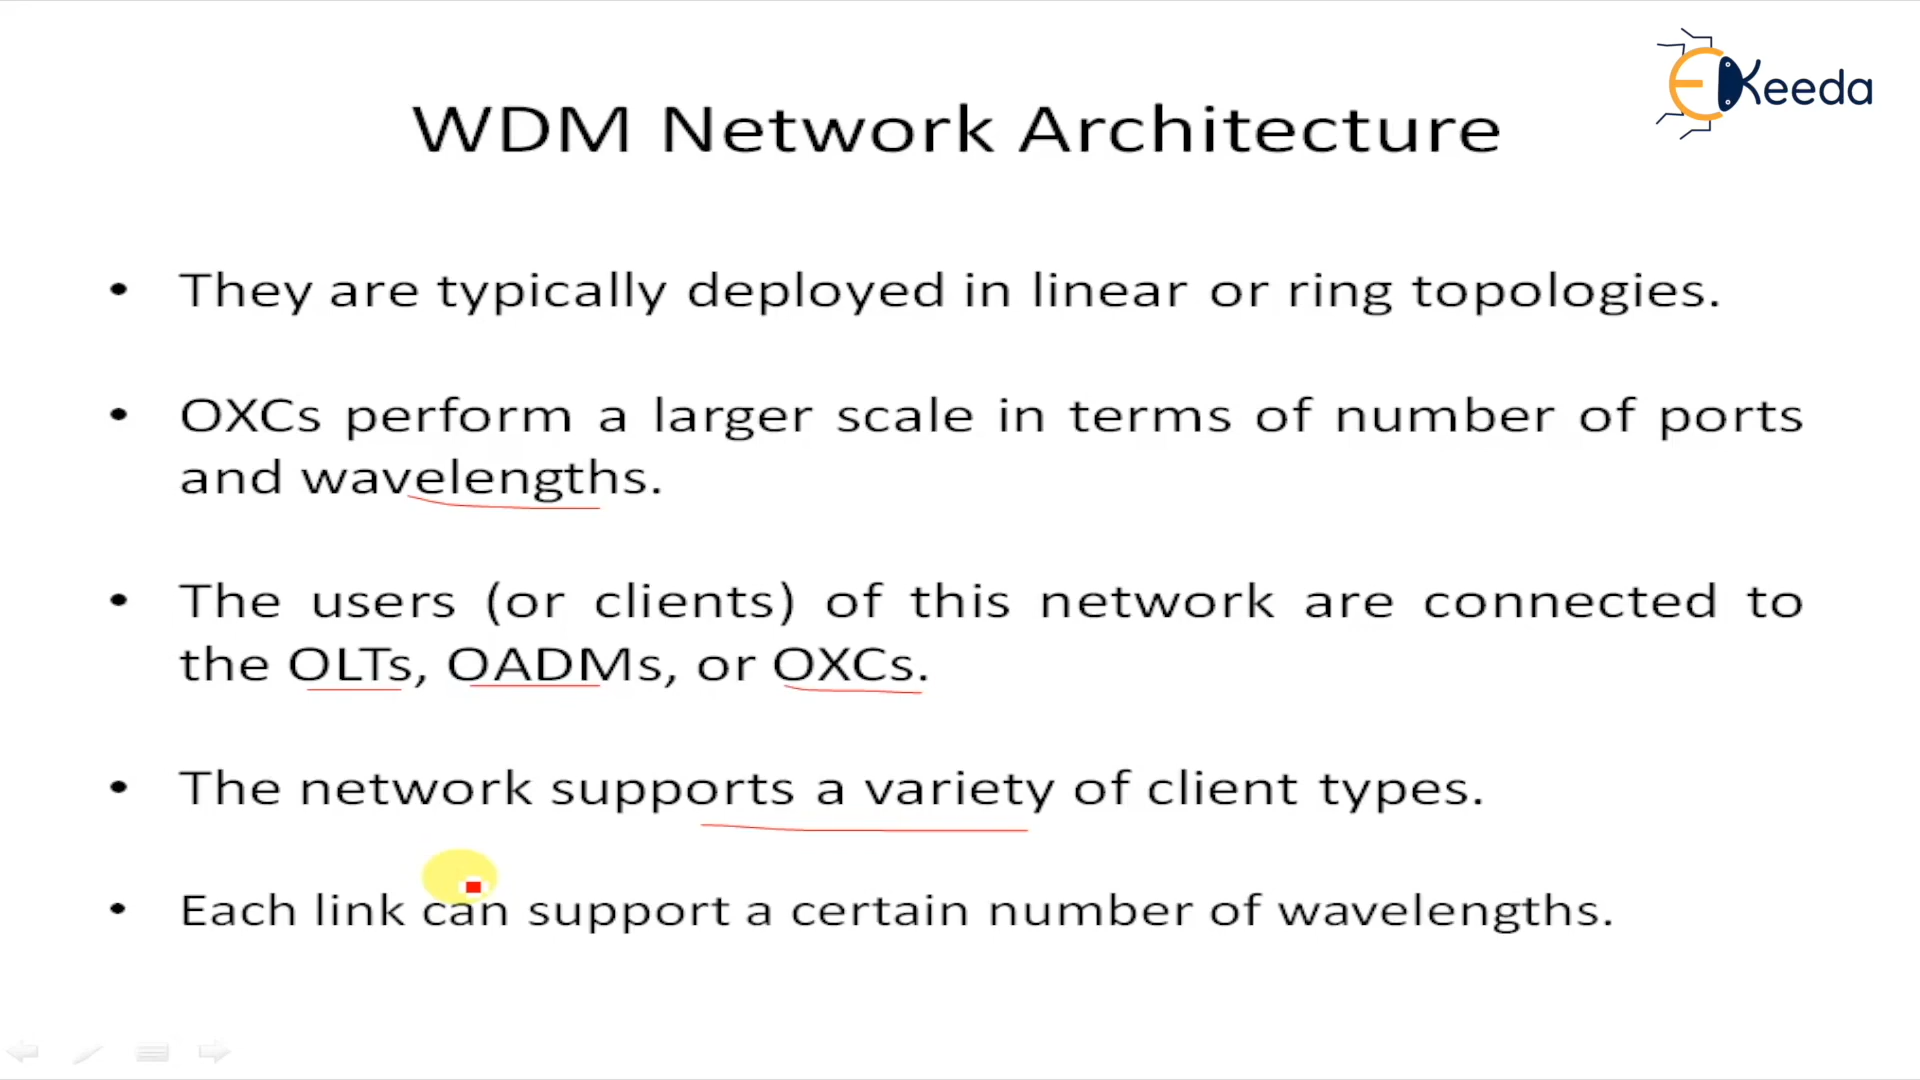 EKeeda
WDM Network Architecture
• They are typically deployed in linear or ring topologies.
• OXCs perform a larger scale in terms of number of ports
and wavelengths.
• The users (or clients) of this network are connected to
the OLTs, OADMs, or OXCs.
• The network supports a variety of client types.
• Each link can support a certain number of wavelengths.